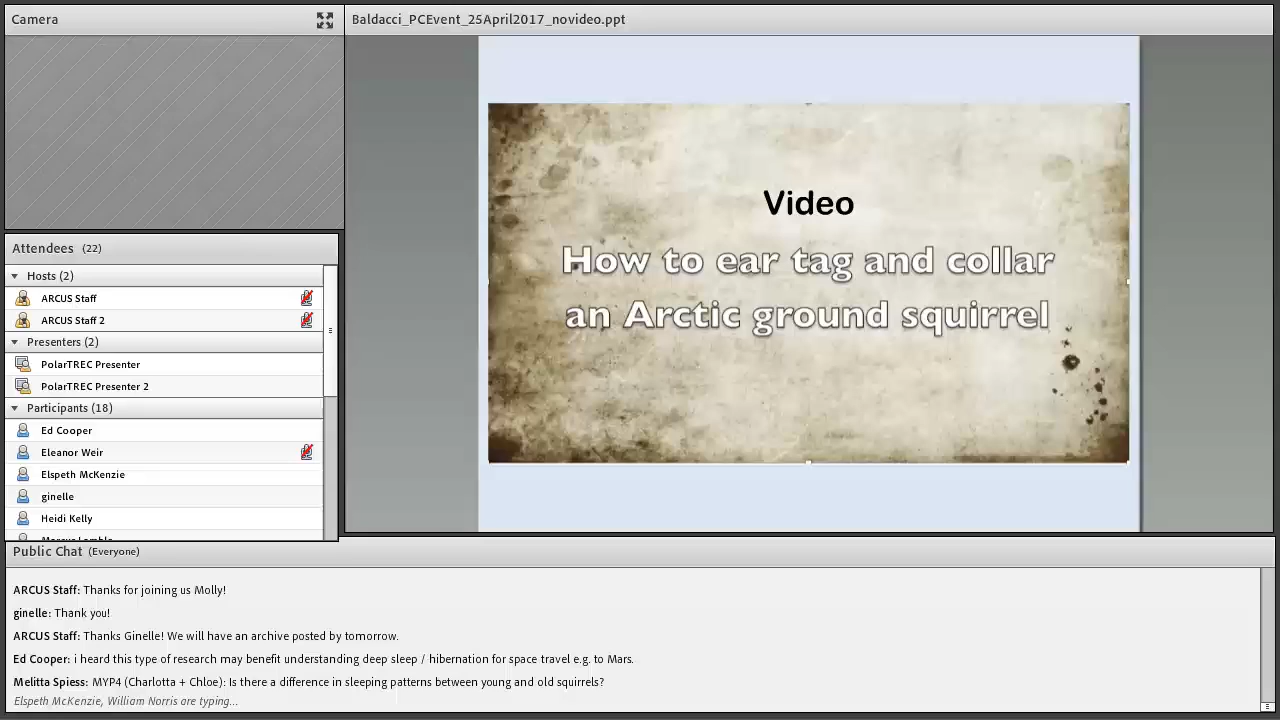 Camera
Baldacci_PCEvent_25April2017_novideo.ppt
Video
How to ear tag and collar
an Arctic ground squirrel
Attendees (22)
Hosts (2)
ARCUS Staff
ARCUS Staff 2
Presenters (2)
PolarTREC Presenter
PolarTREC Presenter 2
Participants (18)
Ed Cooper
Eleanor Weir
Elspeth McKenzie
ginelle
Heidi Kelly
Public Chat (Everyone)
ARCUS Staff: Thanks for joining us Molly!
ginelle: Thank you!
ARCUS Staff: Thanks Ginelle! We will have an archive posted by tomorrow.
Ed Cooper: i heard this type of research may benefit understanding deep sleep / hibernation for space travel e.g. to Mars.
Melitta Spiess: MYP4 (Charlotta + Chloe): Is there a difference in sleeping patterns between young and old squirrels?
Elspeth McKenzie, William Norris are typing...